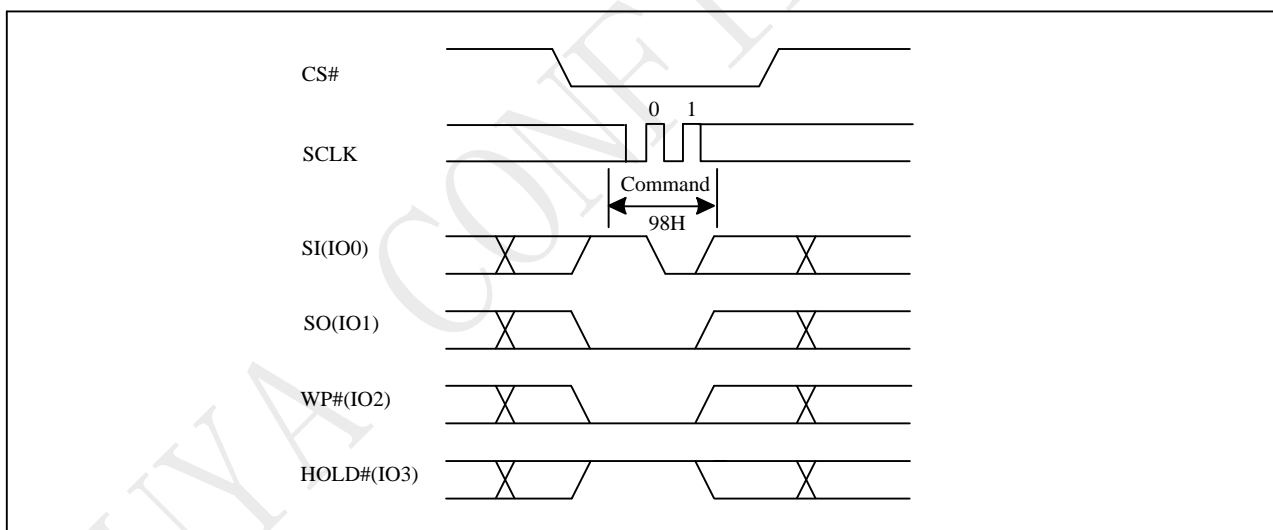 CS#
0 1
SCLK
Command
98H
SI(IO0)
SO(IO1)
WP#(IO2)
HOLD#(IO3)